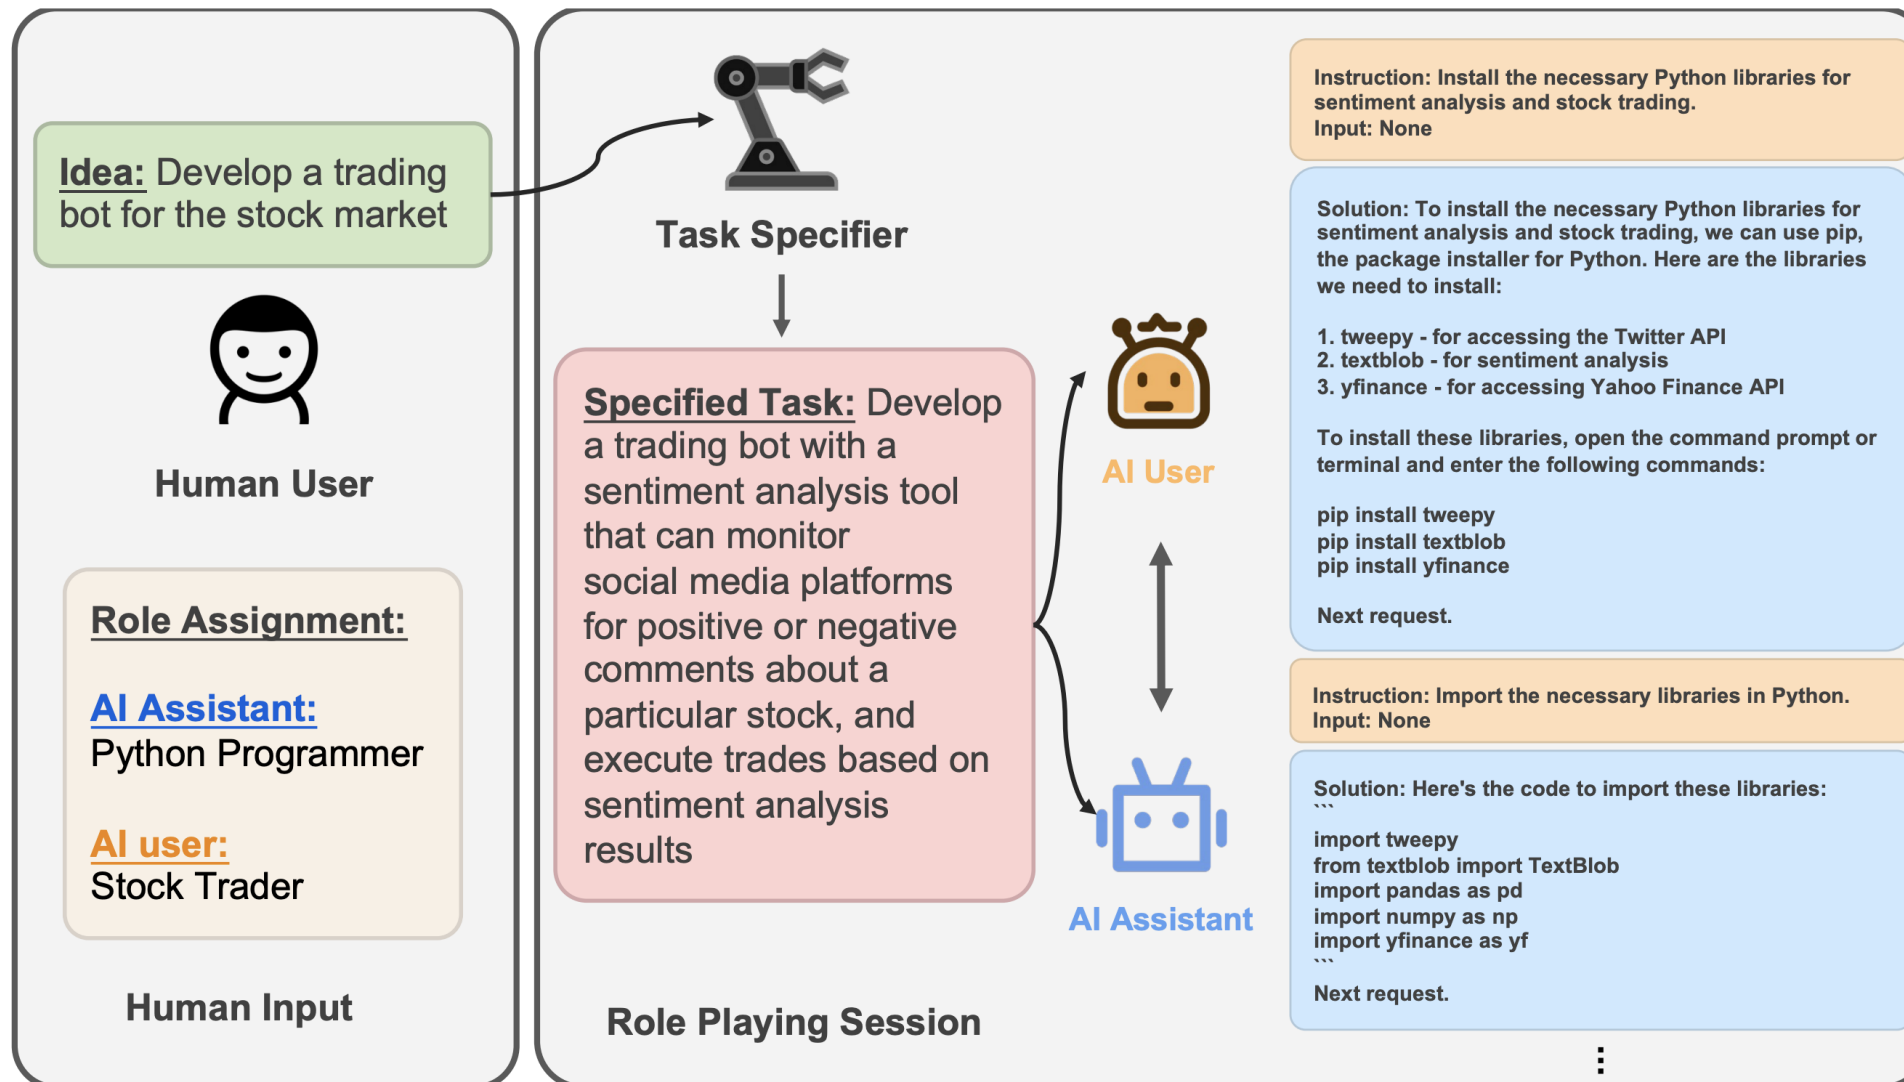 Idea: Develop a trading
bot for the stock market
Human User
Role Assignment:
AI Assistant:
Python Programmer
AI user:
Stock Trader
Human Input
Task Specifier
Specified Task: Develop
a trading bot with a
sentiment analysis tool
that can monitor
social media platforms
for positive or negative
comments about a
particular stock, and
execute trades based on
sentiment analysis
results
AI User
AI Assistant
Role Playing Session
Instruction: Install the necessary Python libraries for
sentiment analysis and stock trading.
Input: None
Solution: To install the necessary Python libraries for
sentiment analysis and stock trading, we can use pip,
the package installer for Python. Here are the libraries
we need to install:
1. tweepy - for accessing the Twitter API
2. textblob - for sentiment analysis
3. yfinance - for accessing Yahoo Finance API
To install these libraries, open the command prompt or
terminal and enter the following commands:
pip install tweepy
pip install textblob
pip install yfinance
Next request.
Instruction: Import the necessary libraries in Python.
Input: None
Solution: Here's the code to import these libraries:
```
import tweepy
from textblob import TextBlob
import pandas as pd
import numpy as np
import yfinance as yf
```
Next request.